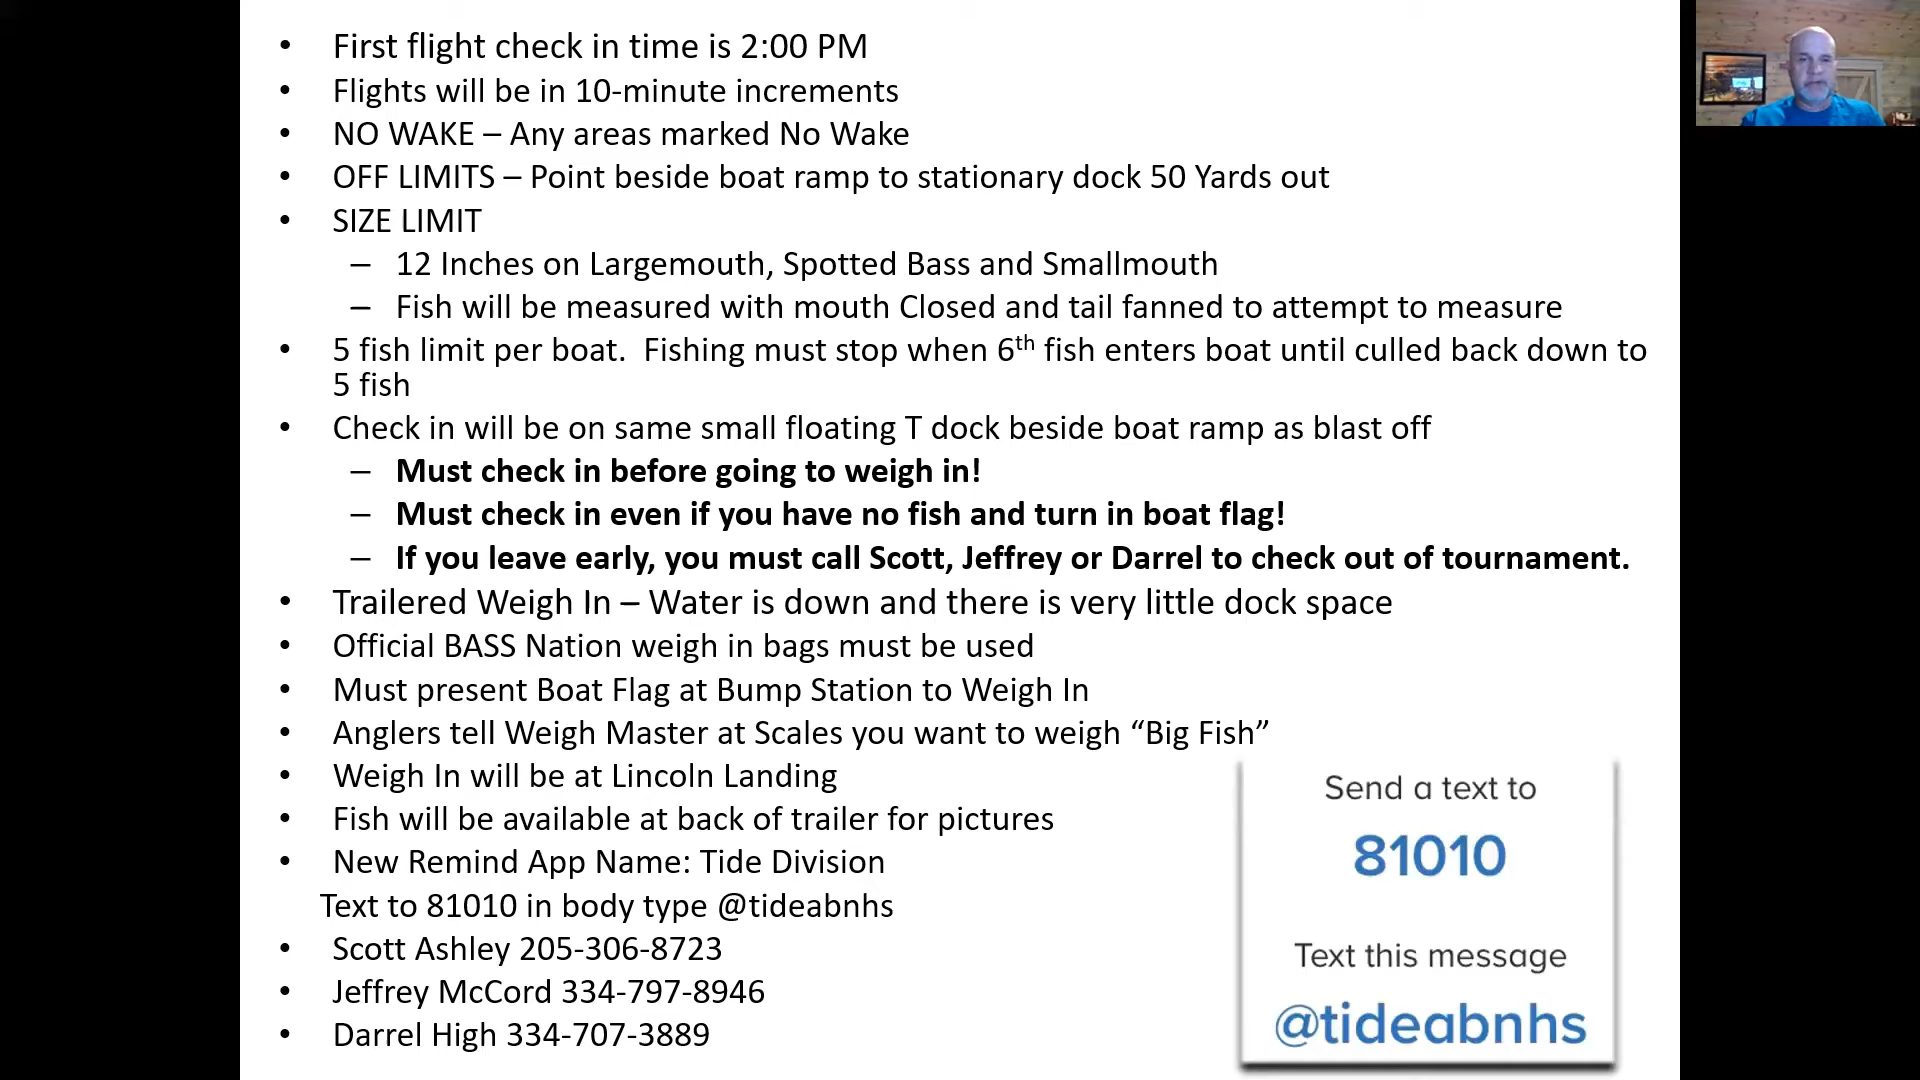 • First flight check in time is 2:00 PM
• Flights will be in 10-minute increments
• NO WAKE – Any areas marked No Wake
• OFF LIMITS – Point beside boat ramp to stationary dock 50 Yards out
• SIZE LIMIT
– 12 Inches on Largemouth, Spotted Bass and Smallmouth
– Fish will be measured with mouth Closed and tail fanned to attempt to measure
• 5 fish limit per boat.  Fishing must stop when 6th fish enters boat until culled back down to
5 fish
• Check in will be on same small floating T dock beside boat ramp as blast off
– Must check in before going to weigh in!
– Must check in even if you have no fish and turn in boat flag!
– If you leave early, you must call Scott, Jeffrey or Darrel to check out of tournament.
• Trailered Weigh In – Water is down and there is very little dock space
• Official BASS Nation weigh in bags must be used
• Must present Boat Flag at Bump Station to Weigh In
• Anglers tell Weigh Master at Scales you want to weigh “Big Fish”
• Weigh In will be at Lincoln Landing
• Fish will be available at back of trailer for pictures
• New Remind App Name: Tide Division
Text to 81010 in body type @tideabnhs
• Scott Ashley 205-306-8723
• Jeffrey McCord 334-797-8946
• Darrel High 334-707-3889
Send a text to
81010
Text this message
@tideabnhs